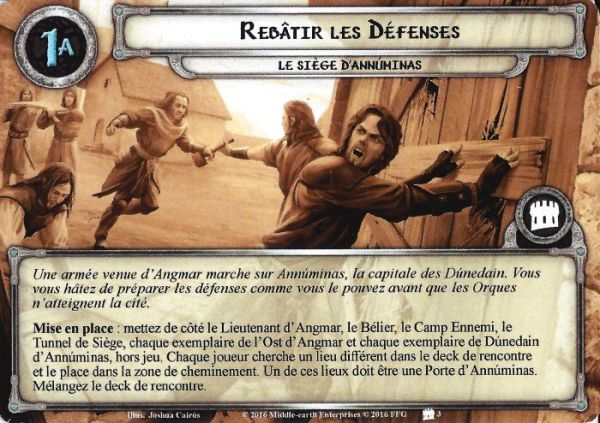 1A
REBÂTIR LES DÉFENSES
LE SIÈGE D'ANNÚMINAS
Une armée venue d'Angmar marche sur Annúminas, la capitale des Dúnedain. Vous
vous hâtez de préparer les défenses comme vous le pouvez avant que les Orques
n'atteignent la cité.
Mise en place : mettez de côté le Lieutenant d'Angmar, le Bélier, le Camp Ennemi, le
Tunnel de Siège, chaque exemplaire de l'Ost d'Angmar et chaque exemplaire de Dúnedain
d'Annúminas, hors jeu. Chaque joueur cherche un lieu différent dans le deck de rencontre
et le place dans la zone de cheminement. Un de ces lieux doit être une Porte d'Annúminas.
Mélangez le deck de rencontre.
Illus. Joshua Cairós © 2016 Middle-earth Enterprises © 2016 FFG 3